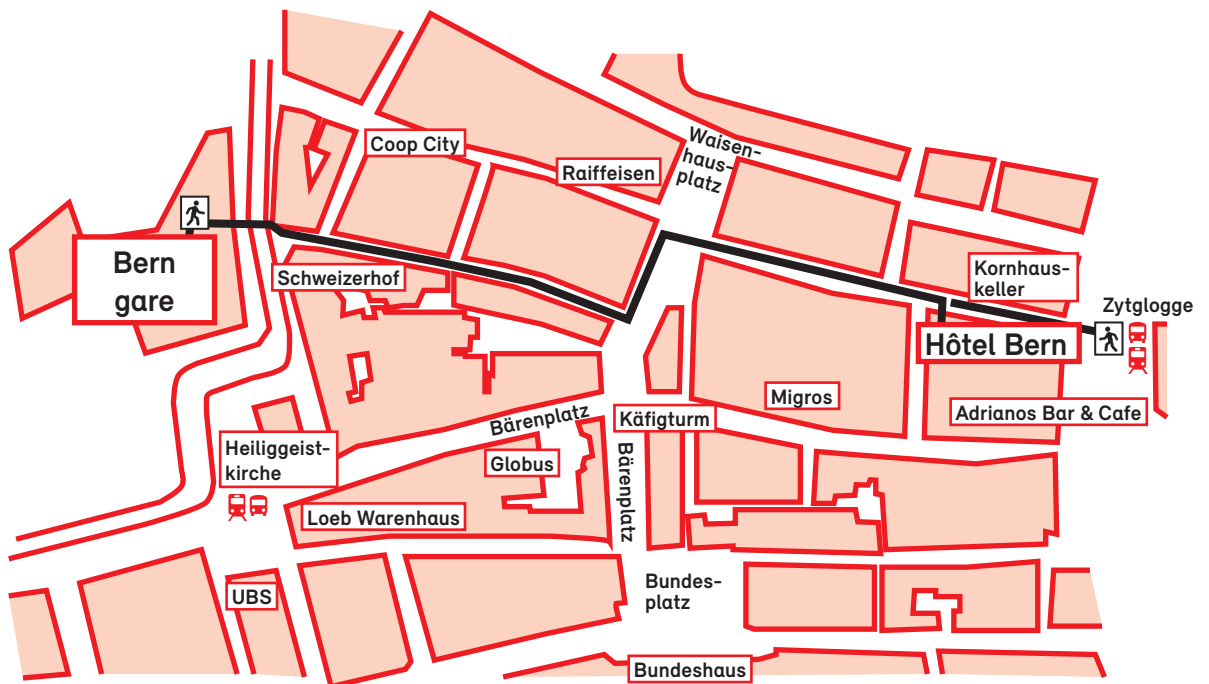 Coop City
Raiffeisen
Waisen-
haus-
platz
Bern
gare
Schweizerhof
Kornhaus-
keller
Zytglogge
Hôtel Bern
Migros
Adrianos Bar & Cafe
Käfigturm
Bärenplatz
Heiliggeist-
kirche
Globus
Bärenplatz
Loeb Warenhaus
UBS
Bundes-
platz
Bundeshaus